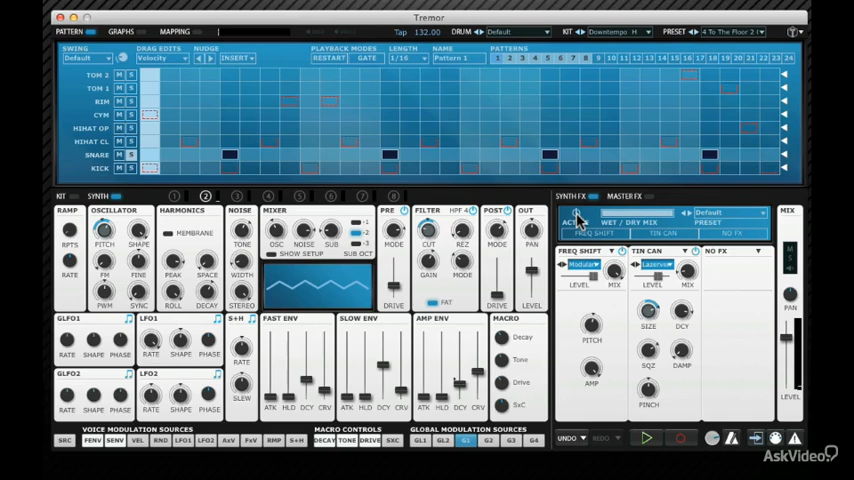 Tremor
PATTERN GRAPHS MAPPING Tap 132.00 DRUM Default KIT Downtempo H PRESET 4 To The Floor 2
SWING DRAG EDITS NUDGE PLAYBACK MODES LENGTH NAME PATTERNS
Default Velocity INSERT RESTART GATE 1/16 Pattern 1 1 2 3 4 5 6 7 8 9 10 11 12 13 14 15 16 17 18 19 20 21 22 23 24
TOM 2 M S
TOM 1 M S
RIM M S
CYM M S
HIHAT OP M S
HIHAT CL M S
SNARE M S
KICK M S
KIT SYNTH 1 2 3 4 5 6 7 8 SYNTH FX MASTER FX
RAMP OSCILLATOR HARMONICS NOISE MIXER PRE FILTER HPF 4 POST OUT MIX
RPTS PITCH SHAPE MEMBRANE TONE OSC NOISE SUB -1 -2 -3 MODE CUT REZ MODE PAN
SHOW SETUP SUB OCT
WET / DRY MIX Default PRESET
FREQ SHIFT TIN CAN NO FX
RATE FM FINE PEAK SPACE WIDTH GAIN MODE
PWM SYNC ROLL DECAY STEREO DRIVE FAT DRIVE LEVEL
FREQ SHIFT TIN CAN NO FX
Modular LEVEL MIX Lazerve LEVEL MIX
M S
PAN
GLFO1 LFO1 S+H FAST ENV SLOW ENV AMP ENV MACRO
RATE SHAPE PHASE RATE SHAPE PHASE RATE Decay
Tone
GLFO2 LFO2 Drive
RATE SHAPE PHASE RATE SHAPE PHASE SLEW ATK HLD DCY CRV ATK HLD DCY CRV ATK HLD DCY CRV SxC
PITCH SIZE DCY
AMP SQZ DAMP
PINCH LEVEL
VOICE MODULATION SOURCES MACRO CONTROLS GLOBAL MODULATION SOURCES
SRC FENV SENV VEL RND LFO1 LFO2 AxV FxV RMP S+H DECAY TONE DRIVE SXC GL1 GL2 G1 G2 G3 G4 UNDO REDO
AskVideo